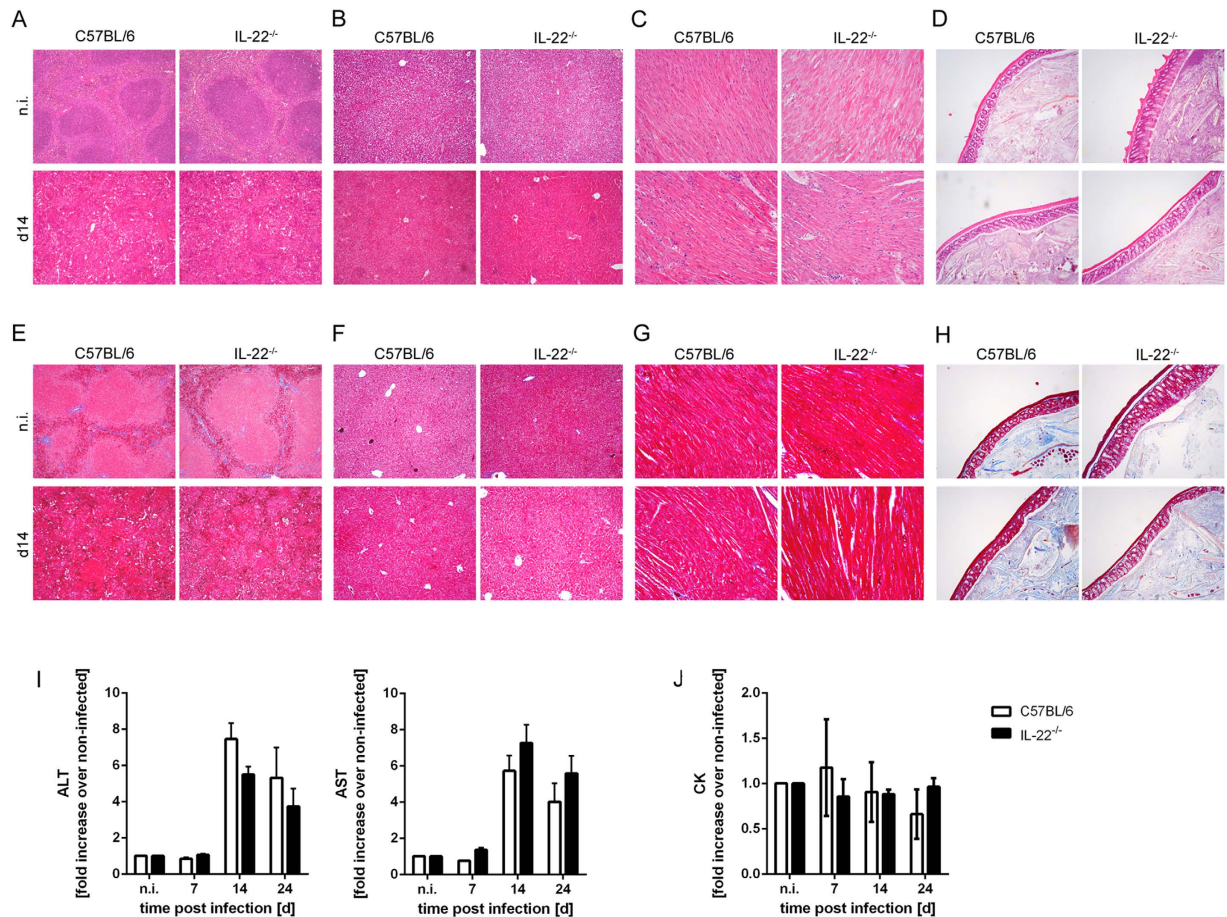 A
B
C
D
C57BL/6 IL-22-/- C57BL/6 IL-22-/- C57BL/6 IL-22-/- C57BL/6 IL-22-/-
n.i.
d14
E
F
G
H
C57BL/6 IL-22-/- C57BL/6 IL-22-/- C57BL/6 IL-22-/- C57BL/6 IL-22-/-
n.i.
d14
I
ALT
[fold increase over non-infected]
10
8
6
4
2
0
n.i. 7 14 24
time post infection [d]
AST
[fold increase over non-infected]
10
8
6
4
2
0
n.i. 7 14 24
time post infection [d]
J
CK
[fold increase over non-infected]
2.0
1.5
1.0
0.5
0.0
n.i. 7 14 24
time post infection [d]
C57BL/6
IL-22-/-